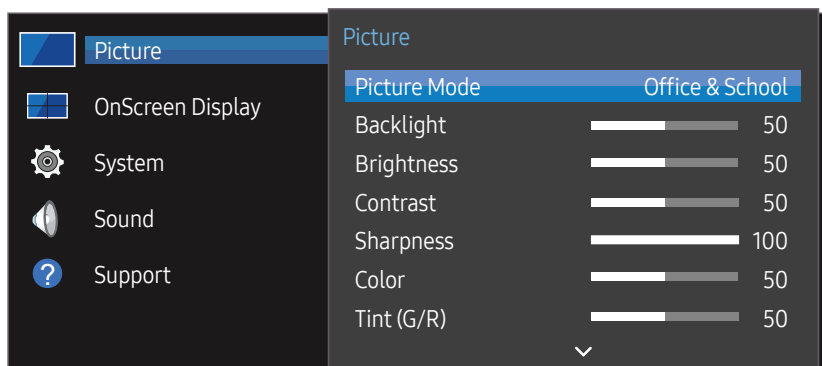 Picture
OnScreen Display
System
Sound
?
Support
Picture
Picture Mode Office & School
Backlight 50
Brightness 50
Contrast 50
Sharpness 100
Color 50
Tint (G/R) 50